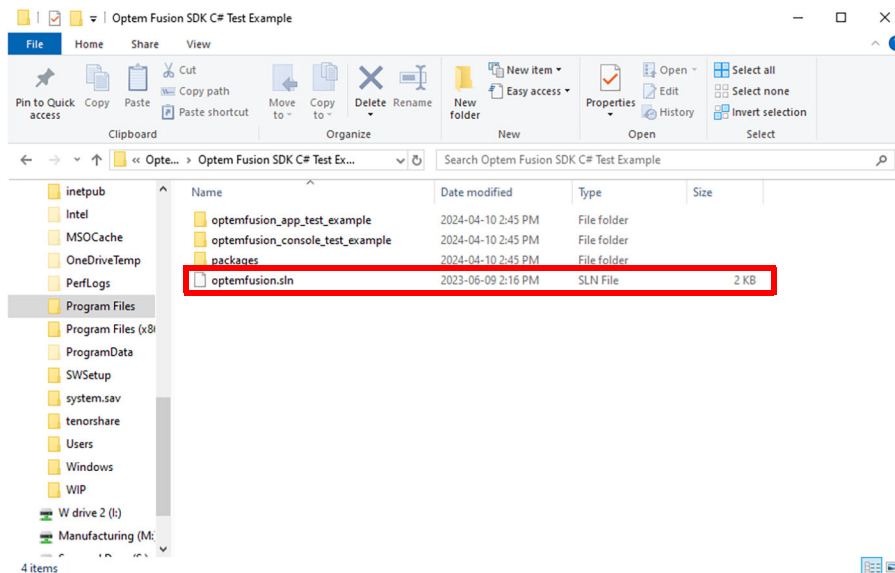 Optem Fusion SDK C# Test Example
File Home Share View
Pin to Quick access
Copy
Paste
Cut
Copy path
Paste shortcut
Move to
Copy to
Delete
Rename
New folder
New item
Easy access
Properties
Open
Edit
History
Select all
Select none
Invert selection
Clipboard Organize New Open Select
« Opte... › Optem Fusion SDK C# Test Ex...
Search Optem Fusion SDK C# Test Example
inetpub
Intel
MSOCache
OneDriveTemp
PerfLogs
Program Files
Program Files (x8
ProgramData
SWSetup
system.sav
tenorshare
Users
Windows
WIP
W drive 2 (I:)
Manufacturing (M:
Name Date modified Type Size
optemfusion_app_test_example 2024-04-10 2:45 PM File folder
optemfusion_console_test_example 2024-04-10 2:45 PM File folder
packages 2024-04-10 2:45 PM File folder
optemfusion.sln 2023-06-09 2:16 PM SLN File 2 KB
4 items